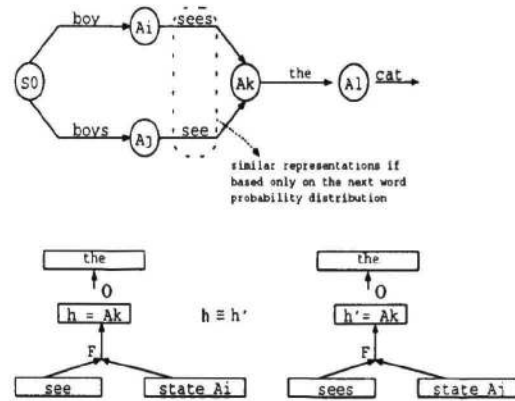 boy Ai sees
S0 Ak the Al cat
boys Aj see
similar representations if
based only on the next word
probability distribution
the the
O O
h = Ak h ≡ h' h'= Ak
F F
see state Ai sees state Aj